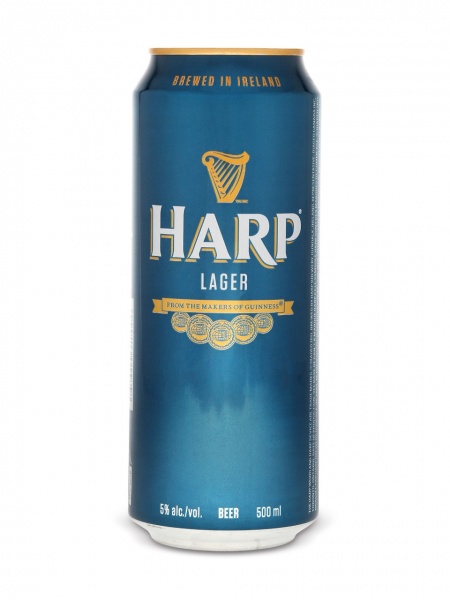 BREWED IN IRELAND
HARP®
LAGER
FROM THE MAKERS OF GUINNESS®
5% alc./vol. BEER 500 ml